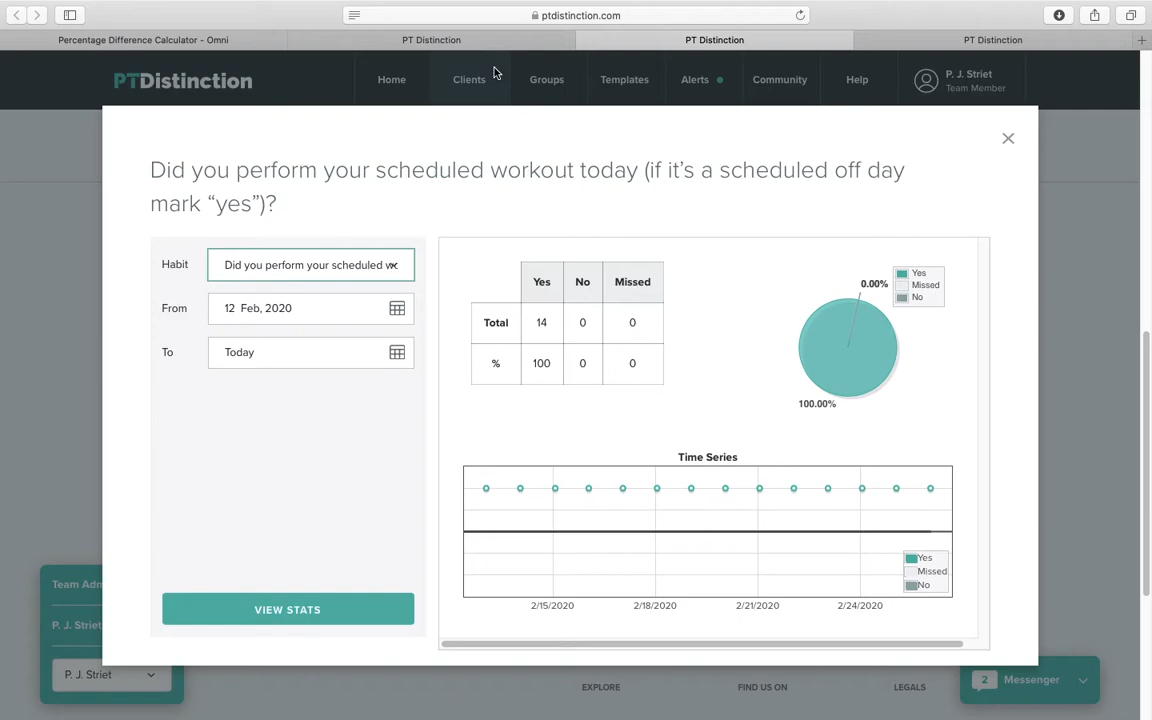 ptdistinction.com
Percentage Difference Calculator - Omni
PT Distinction
PT Distinction
PT Distinction
PTDistinction
Home
Clients
Groups
Templates
Alerts
Community
Help
P. J. Striet
Team Member
Did you perform your scheduled workout today (if it’s a scheduled off day
mark “yes”)?
Habit
Did you perform your scheduled
From
12 Feb, 2020
To
Today
VIEW STATS
Yes No Missed
Total 14 0 0
% 100 0 0
0.00%
100.00%
Yes
Missed
No
Time Series
Yes
Missed
No
2/15/2020 2/18/2020 2/21/2020 2/24/2020
Team Adm
P. J. Striet
P. J. Striet
EXPLORE
FIND US ON
LEGALS
2 Messenger